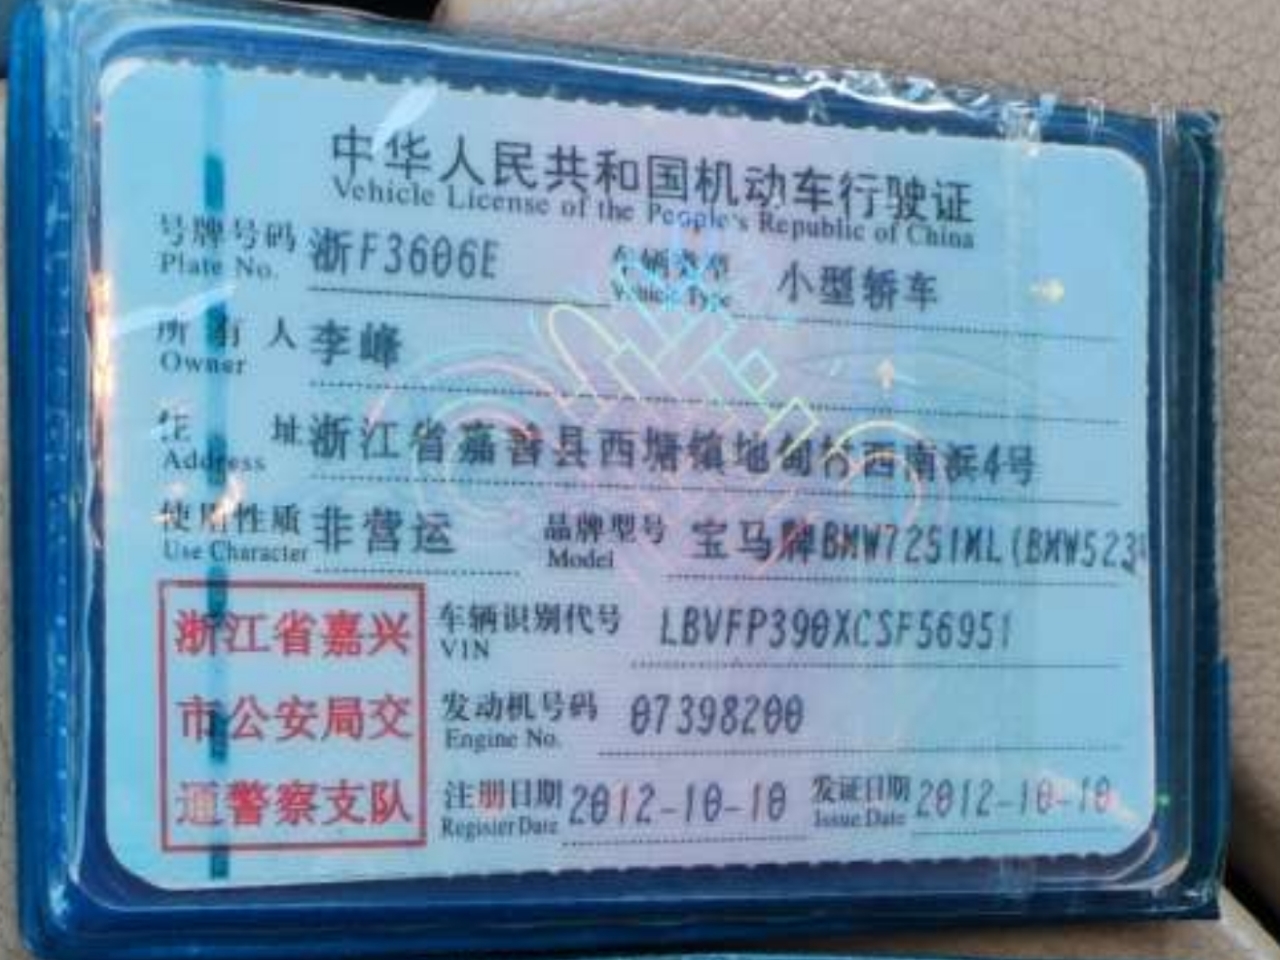 中华人民共和国机动车行驶证
Vehicle License of the People's Republic of China
号牌号码 浙F3606E 车辆类型 小型轿车
Plate No. Vehicle Type
所有人 李峰
Owner
住址 浙江省嘉善县西塘镇地甸村西南浜4号
Address
使用性质 非营运 品牌型号 宝马牌BMW7251ML(BMW523
Use Character Model
浙江省嘉兴
市公安局交
通警察支队
车辆识别代号 LBVFP390XCSF56951
VIN
发动机号码 07398200
Engine No.
注册日期 2012-10-10 发证日期 2012-10-10
Register Date Issue Date